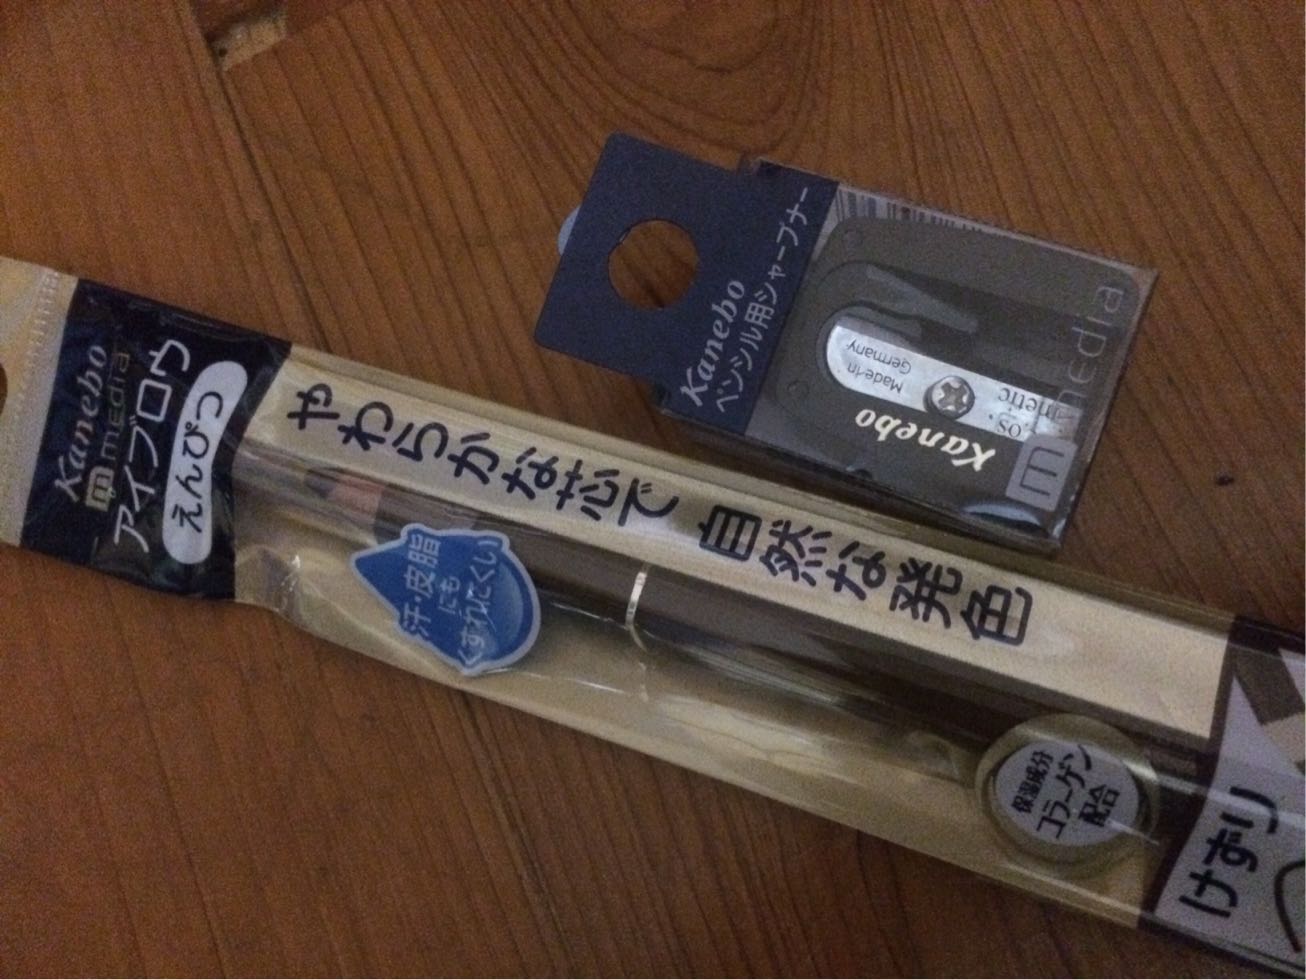 Kanebo
ペンシル用シャープナー
Made in
Germany
Kanebo
media
Kanebo
media
アイブロウ
えんぴつ
やわらかな芯で 自然な発色
汗・皮脂
にも
くずれにくい
保湿成分
コラーゲン
配合
けずり